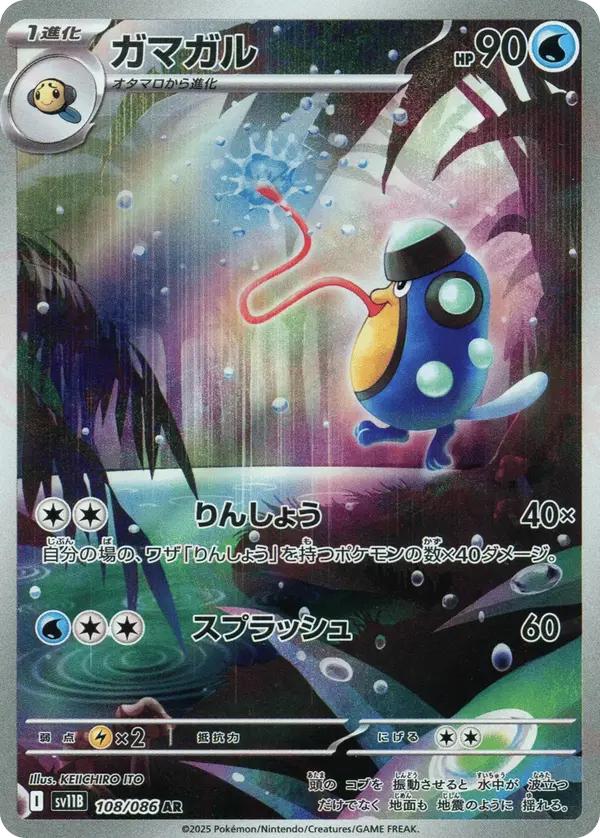 1進化
ガマガル
HP90
オタマロから進化
りんしょう 40×
自分の場の、ワザ「りんしょう」を持つポケモンの数×40ダメージ。
スプラッシュ 60
弱点 ×2 抵抗力 にげる
Illus. KEIICHIRO ITO
頭の コブを 振動させると 水中が 波立つ
だけでなく 地面も 地震のように 揺れる。
I sv11B 108/086 AR
©2025 Pokémon/Nintendo/Creatures/GAME FREAK.